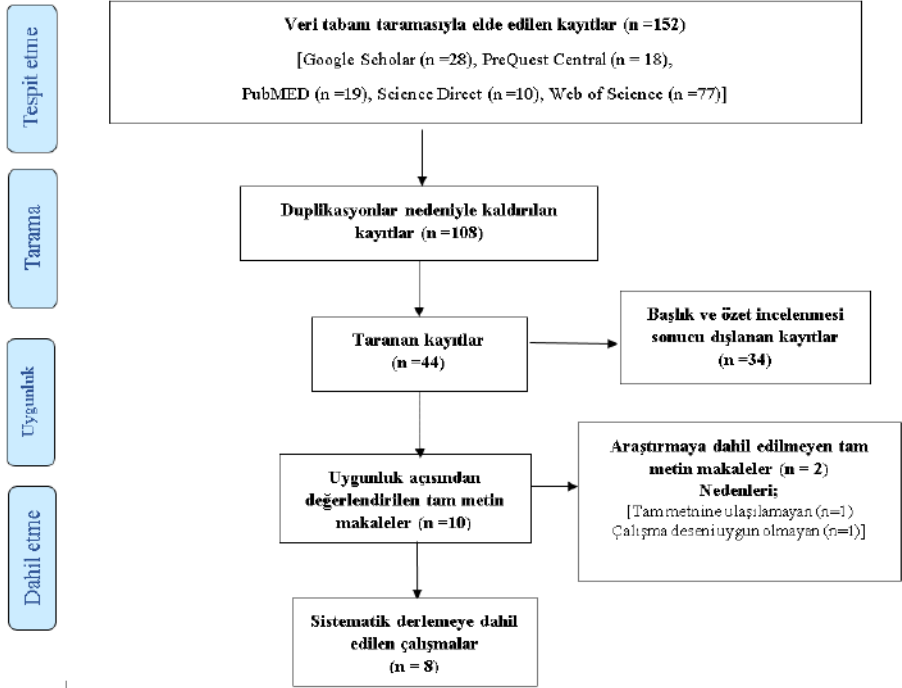 Tespit etme
Veri tabanı taramasıyla elde edilen kayıtlar (n =152)
[Google Scholar (n =28), PreQuest Central (n = 18),
PubMED (n =19), Science Direct (n =10), Web of Science (n =77)]
Tarama
Duplikasyonlar nedeniyle kaldırılan
kayıtlar (n =108)
Taranan kayıtlar
(n =44)
Başlık ve özet incelenmesi
sonucu dışlanan kayıtlar
(n =34)
Uygunluk
Uygunluk açısından
değerlendirilen tam metin
makaleler (n =10)
Araştırmaya dahil edilmeyen tam
metin makaleler (n = 2)
Nedenleri;
[Tam metnine ulaşılamayan (n=1)
Çalışma deseni uygun olmayan (n=1)]
Dahil etme
Sistematik derlemeye dahil
edilen çalışmalar
(n = 8)